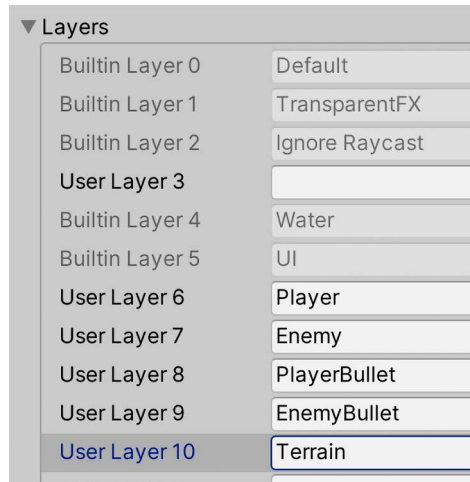 Layers
Builtin Layer 0 Default
Builtin Layer 1 TransparentFX
Builtin Layer 2 Ignore Raycast
User Layer 3
Builtin Layer 4 Water
Builtin Layer 5 UI
User Layer 6 Player
User Layer 7 Enemy
User Layer 8 PlayerBullet
User Layer 9 EnemyBullet
User Layer 10 Terrain